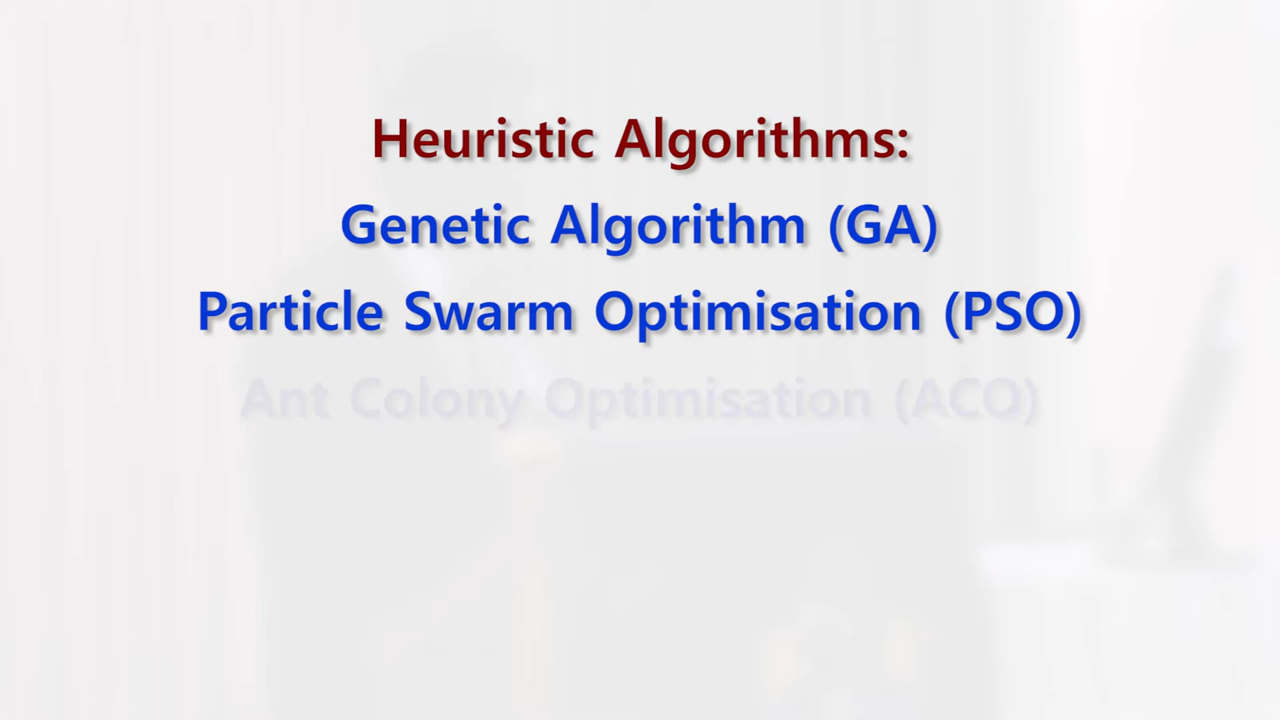 Heuristic Algorithms:
Genetic Algorithm (GA)
Particle Swarm Optimisation (PSO)
Ant Colony Optimisation (ACO)